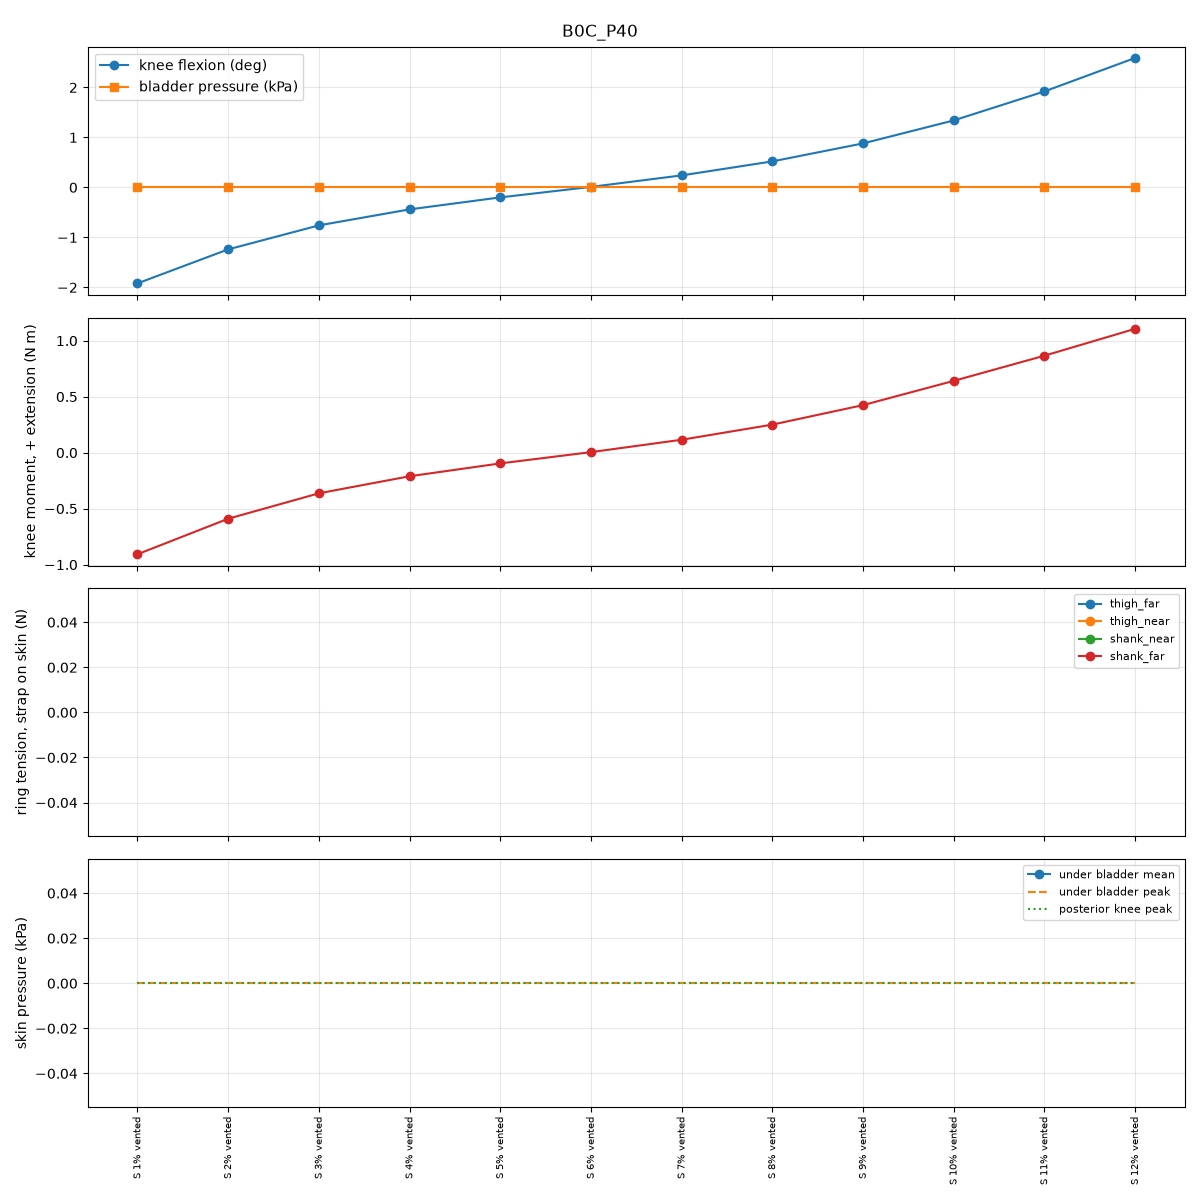 B0C_P40
knee flexion (deg)
bladder pressure (kPa)
2
1
0
−1
−2
knee moment, + extension (N m)
1.0
0.5
0.0
−0.5
−1.0
ring tension, strap on skin (N)
0.04
0.02
0.00
−0.02
−0.04
thigh_far
thigh_near
shank_near
shank_far
skin pressure (kPa)
0.04
0.02
0.00
−0.02
−0.04
under bladder mean
under bladder peak
posterior knee peak
S 1% vented
S 2% vented
S 3% vented
S 4% vented
S 5% vented
S 6% vented
S 7% vented
S 8% vented
S 9% vented
S 10% vented
S 11% vented
S 12% vented